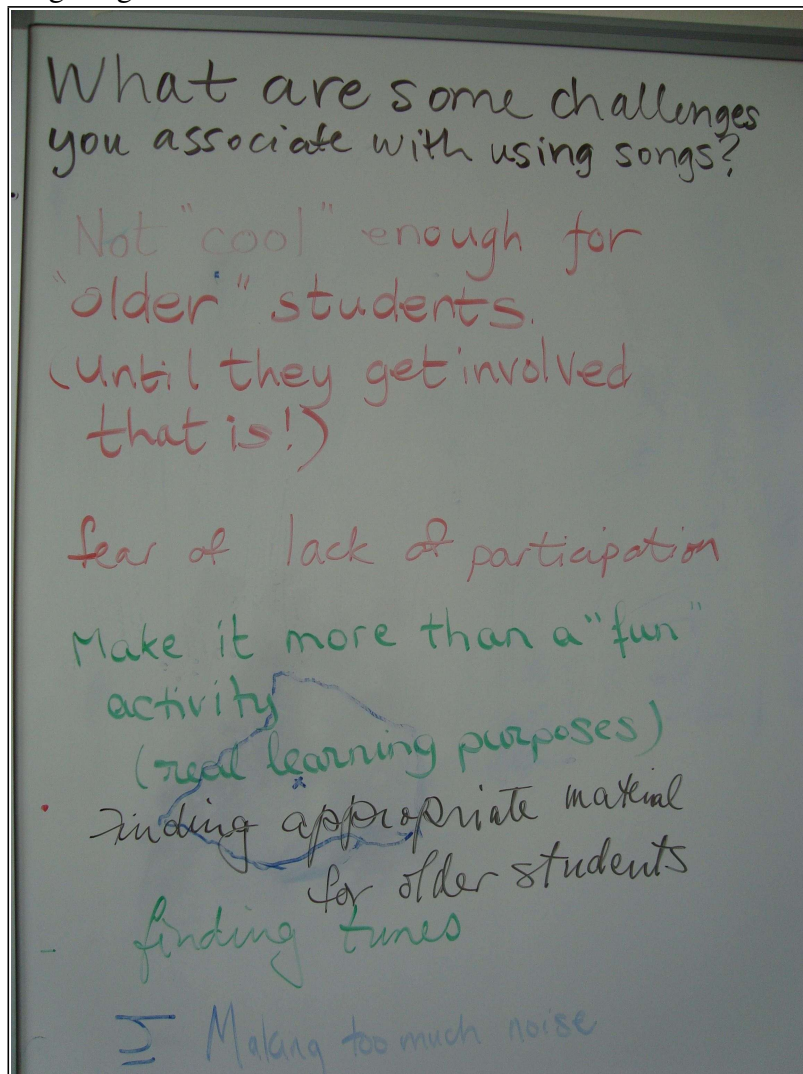 What are some challenges
you associate with using songs?
Not "cool" enough for
"older" students.
(until they get involved
that is!)
fear of lack of participation
Make it more than a "fun"
activity
(real learning purposes)
Finding appropriate material
for older students
finding tunes
Making too much noise